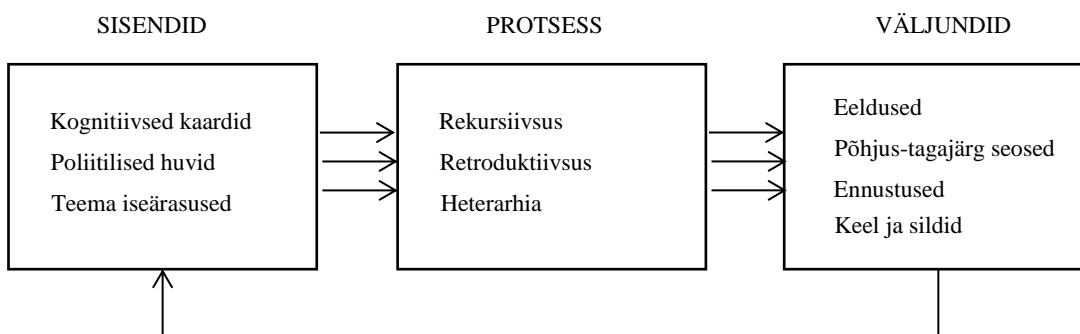 SISENDID
PROTSESS
VÄLJUNDID
Kognitiivsed kaardid
Poliitilised huvid
Teema iseärasused
Rekursiivsus
Retroduktiivsus
Heterarhia
Eeldused
Põhjus-tagajärg seosed
Ennustused
Keel ja sildid